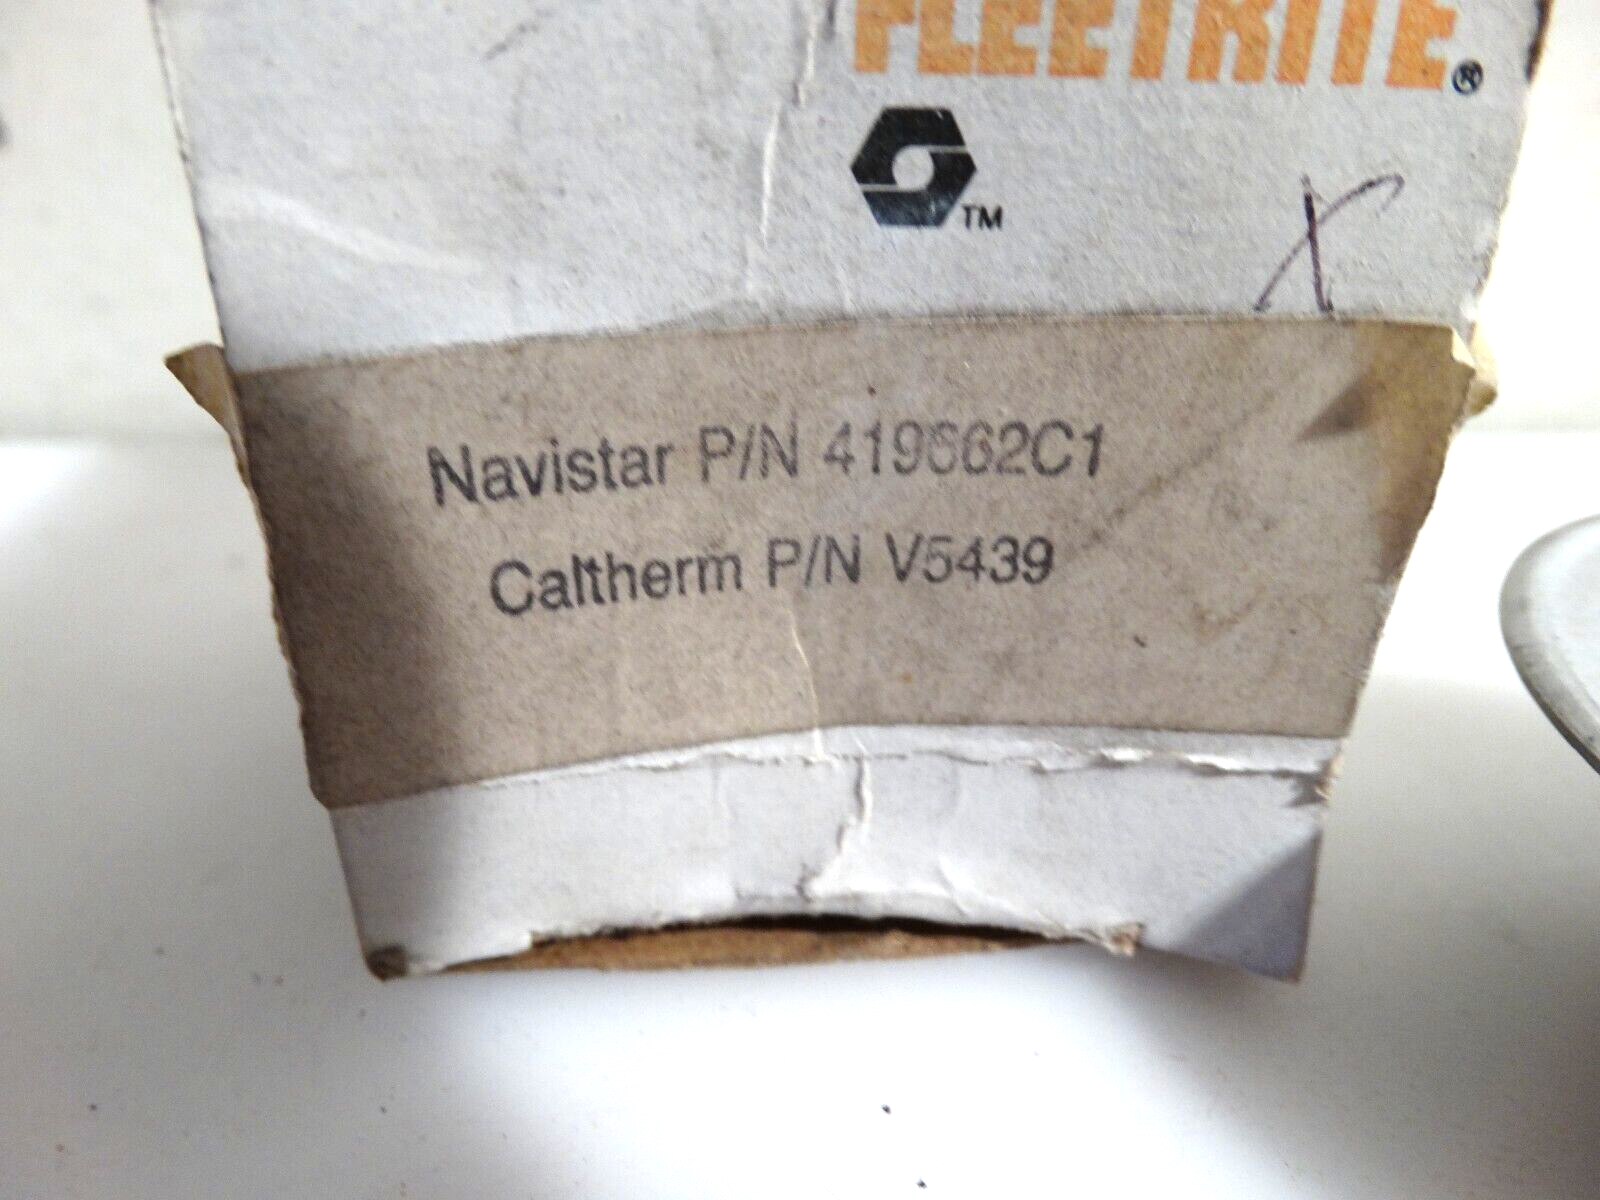 FLEETRITE®
TM
X
Navistar P/N 419662C1
Caltherm P/N V5439